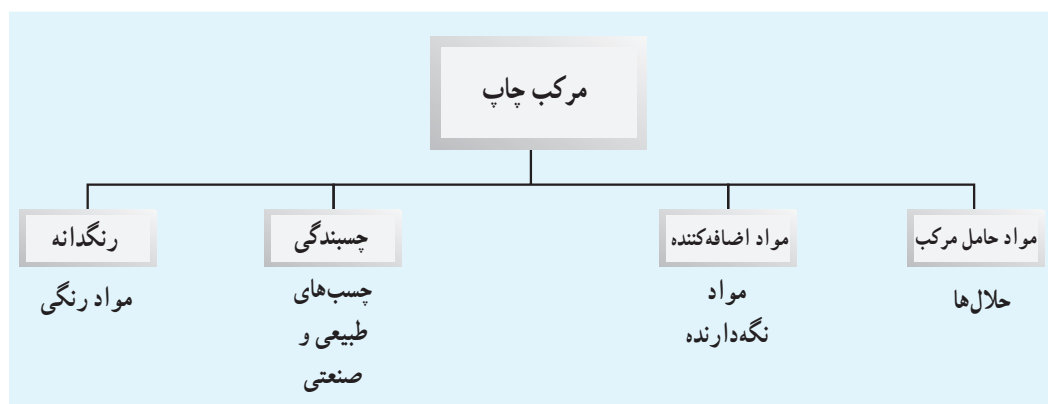 مرکب چاپ
مواد حامل مرکب
حلال‌ها
مواد اضافه‌کننده
مواد
نگه‌دارنده
چسبندگی
چسب‌های
طبیعی و
صنعتی
رنگدانه
مواد رنگی